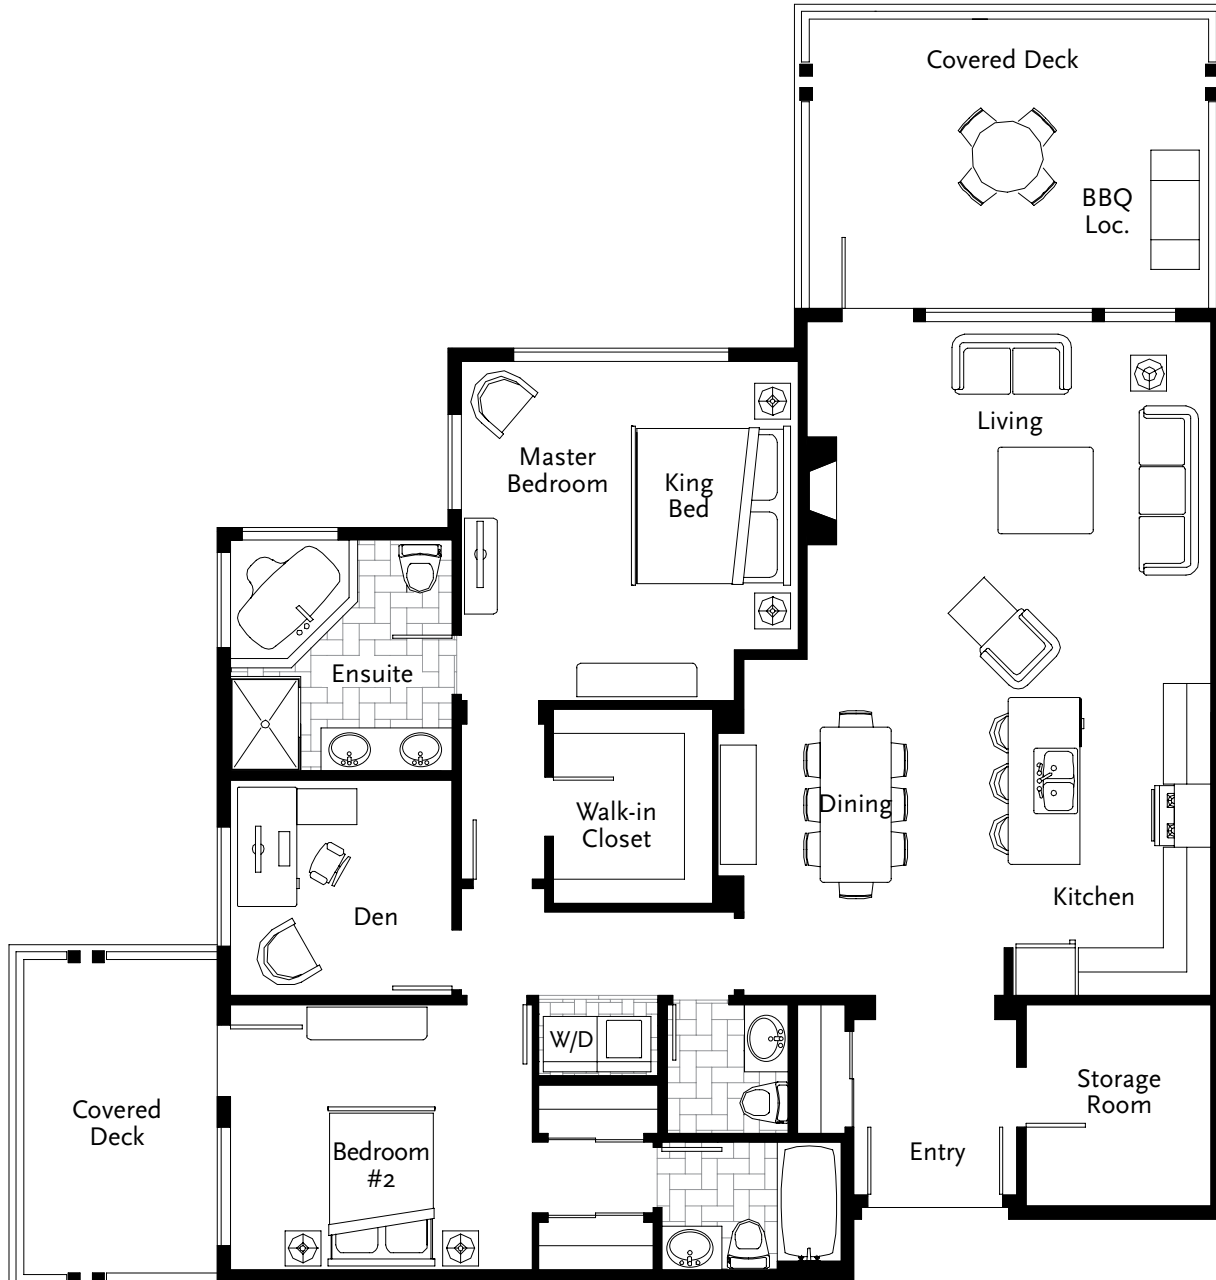 Covered Deck
BBQ
Loc.
Living
Master
Bedroom
King
Bed
Ensuite
Walk-in
Closet
Dining
Kitchen
Den
W/D
Storage
Room
Covered
Deck
Bedroom
#2
Entry